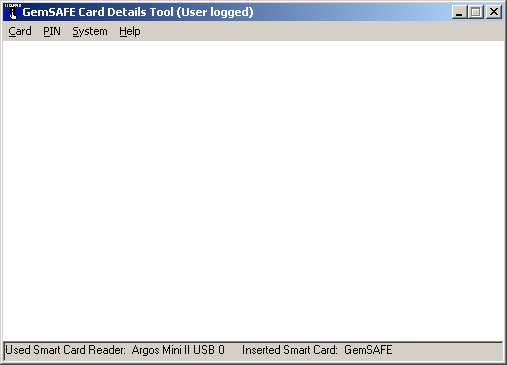 GemSAFE Card Details Tool (User logged)
Card PIN System Help
Used Smart Card Reader: Argos Mini II USB 0 Inserted Smart Card: GemSAFE